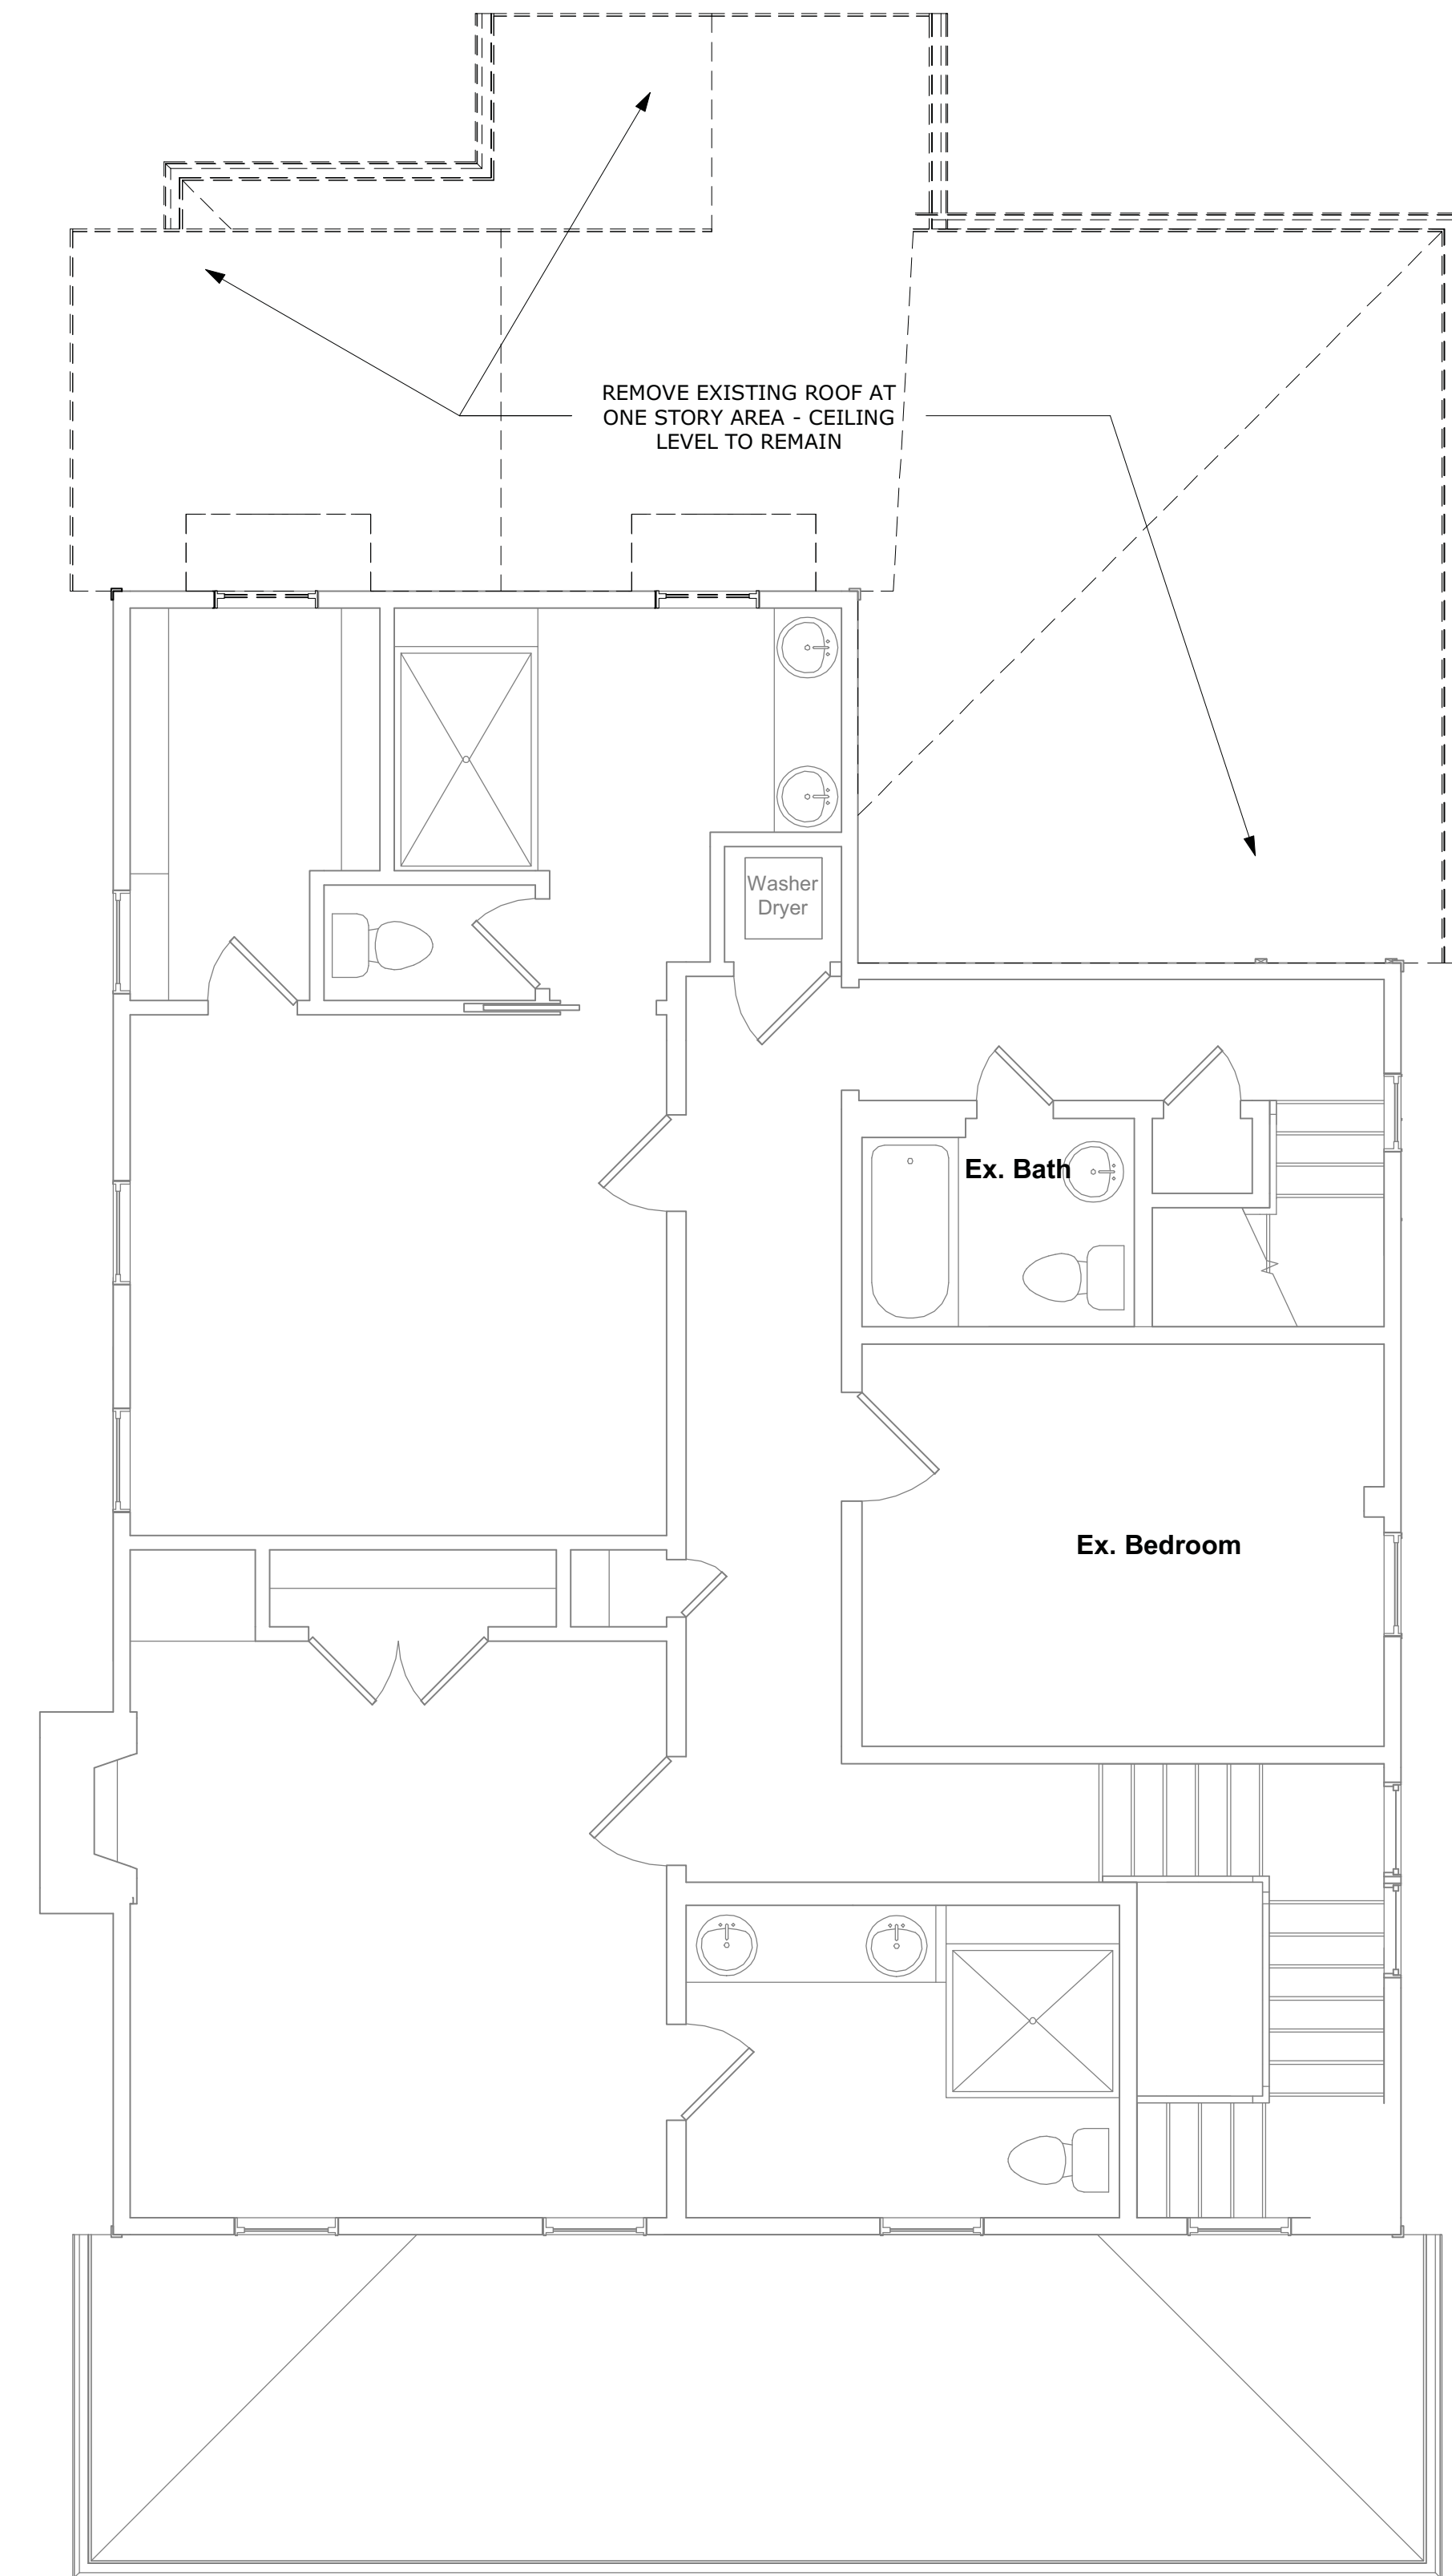 REMOVE EXISTING ROOF AT
ONE STORY AREA - CEILING
LEVEL TO REMAIN
Washer
Dryer
Ex. Bath
Ex. Bedroom